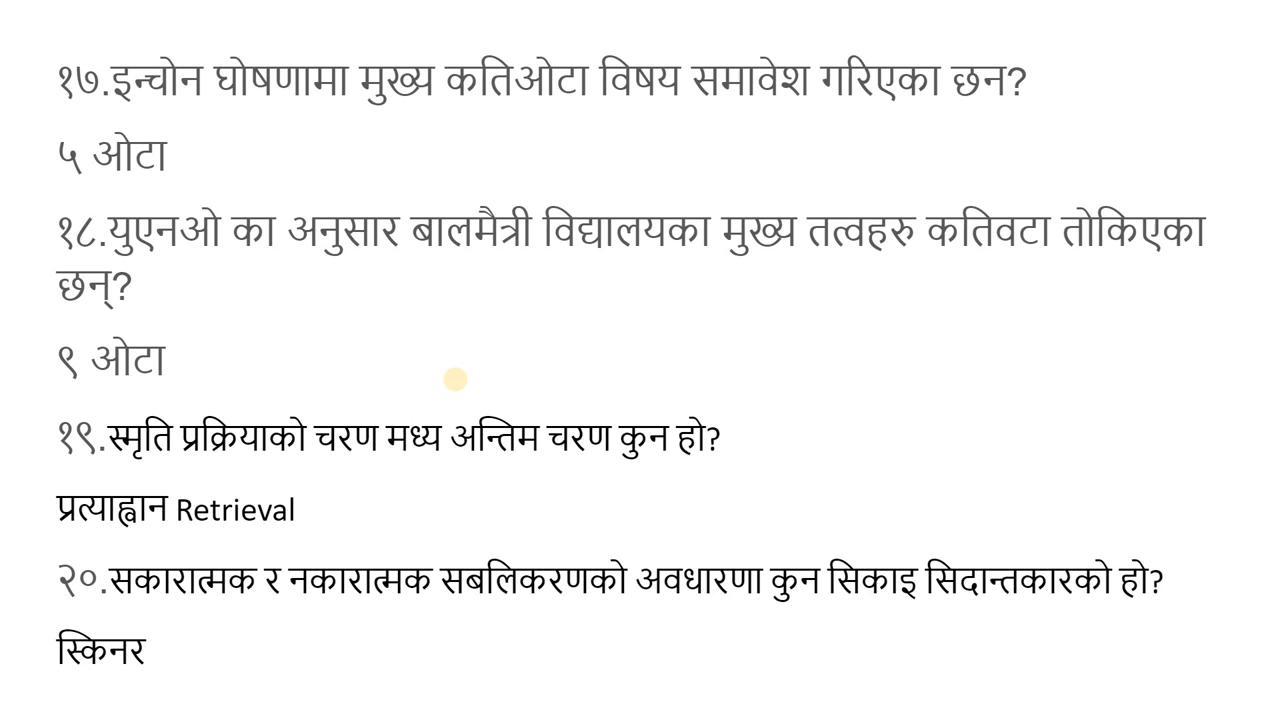 १७.इन्चोन घोषणामा मुख्य कतिओटा विषय समावेश गरिएका छन?
५ ओटा
१८.युएनओ का अनुसार बालमैत्री विद्यालयका मुख्य तत्वहरु कतिवटा तोकिएका
छन्?
९ ओटा
१९.स्मृति प्रक्रियाको चरण मध्य अन्तिम चरण कुन हो?
प्रत्याह्वान Retrieval
२०.सकारात्मक र नकारात्मक सबलिकरणको अवधारणा कुन सिकाइ सिदान्तकारको हो?
स्किनर